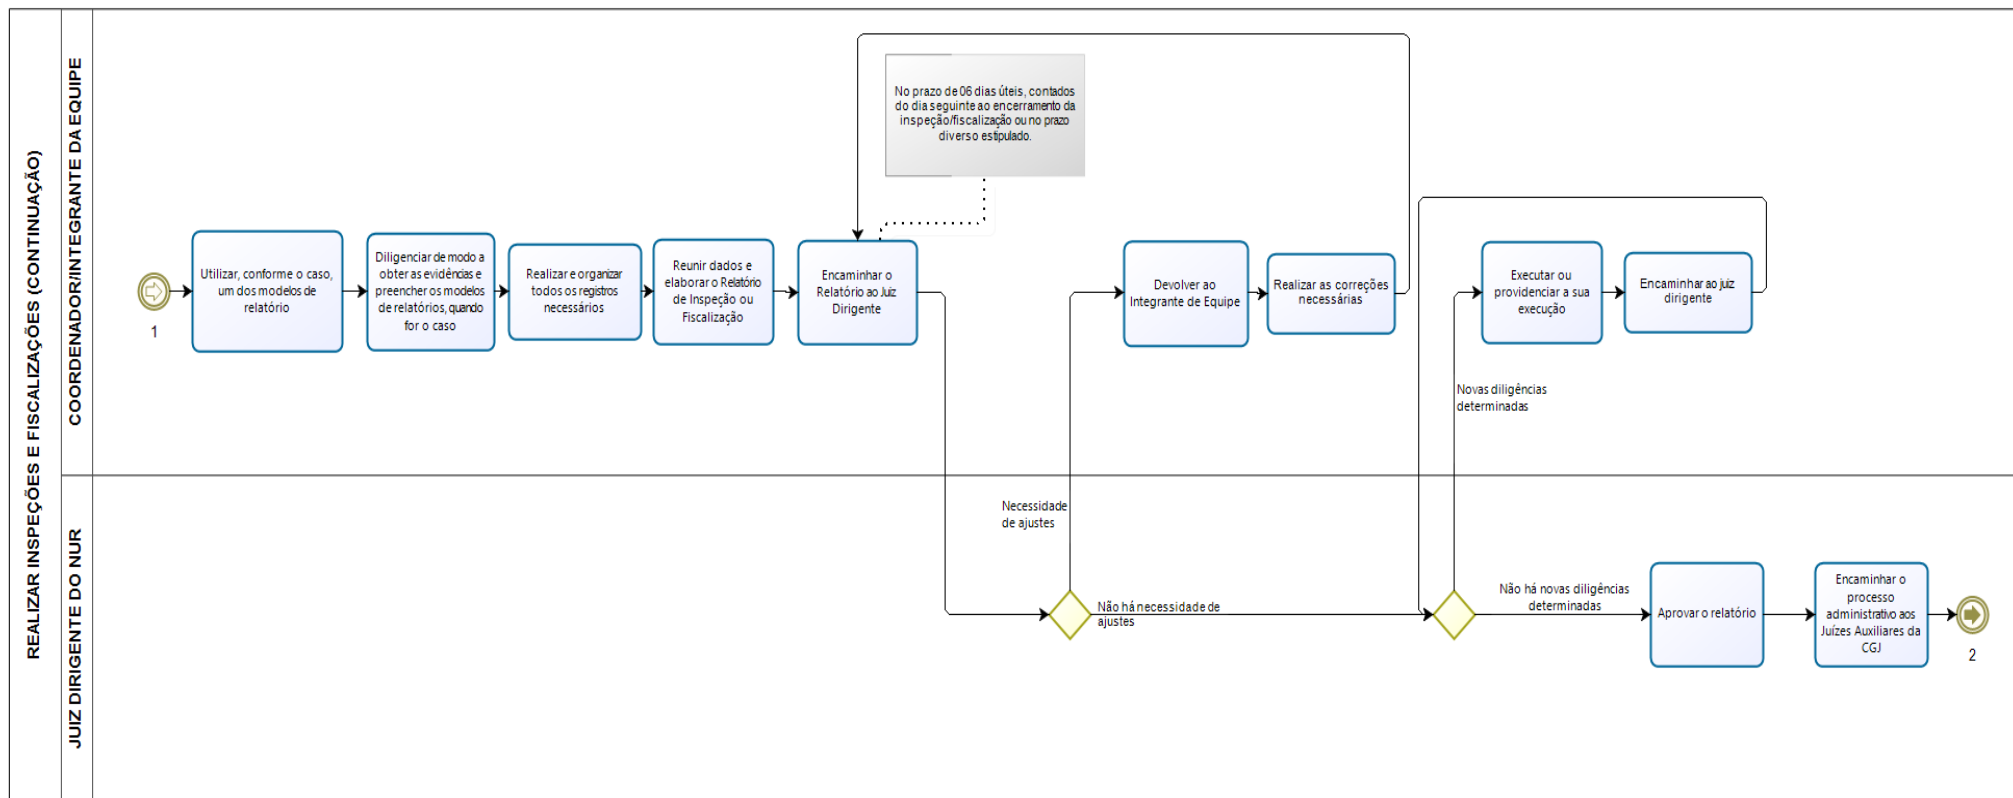 REALIZAR INSPEÇÕES E FISCALIZAÇÕES (CONTINUAÇÃO)
COORDENADOR/INTEGRANTE DA EQUIPE
No prazo de 06 dias úteis, contados
do dia seguinte ao encerramento da
inspeção/fiscalização ou no prazo
diverso estipulado.
1
Utilizar, conforme o caso,
um dos modelos de
relatório
Diligenciar de modo a
obter as evidências e
preencher os modelos
de relatórios, quando
for o caso
Realizar e organizar
todos os registros
necessários
Reunir dados e
elaborar o Relatório
de Inspeção ou
Fiscalização
Encaminhar o
Relatório ao Juiz
Dirigente
Devolver ao
Integrante de Equipe
Realizar as correções
necessárias
Executar ou
providenciar a sua
execução
Encaminhar ao juiz
dirigente
Novas diligências
determinadas
JUIZ DIRIGENTE DO NUR
Necessidade
de ajustes
Não há necessidade de
ajustes
Não há novas diligências
determinadas
Aprovar o relatório
Encaminhar o
processo
administrativo aos
Juízes Auxiliares da
CGJ
2